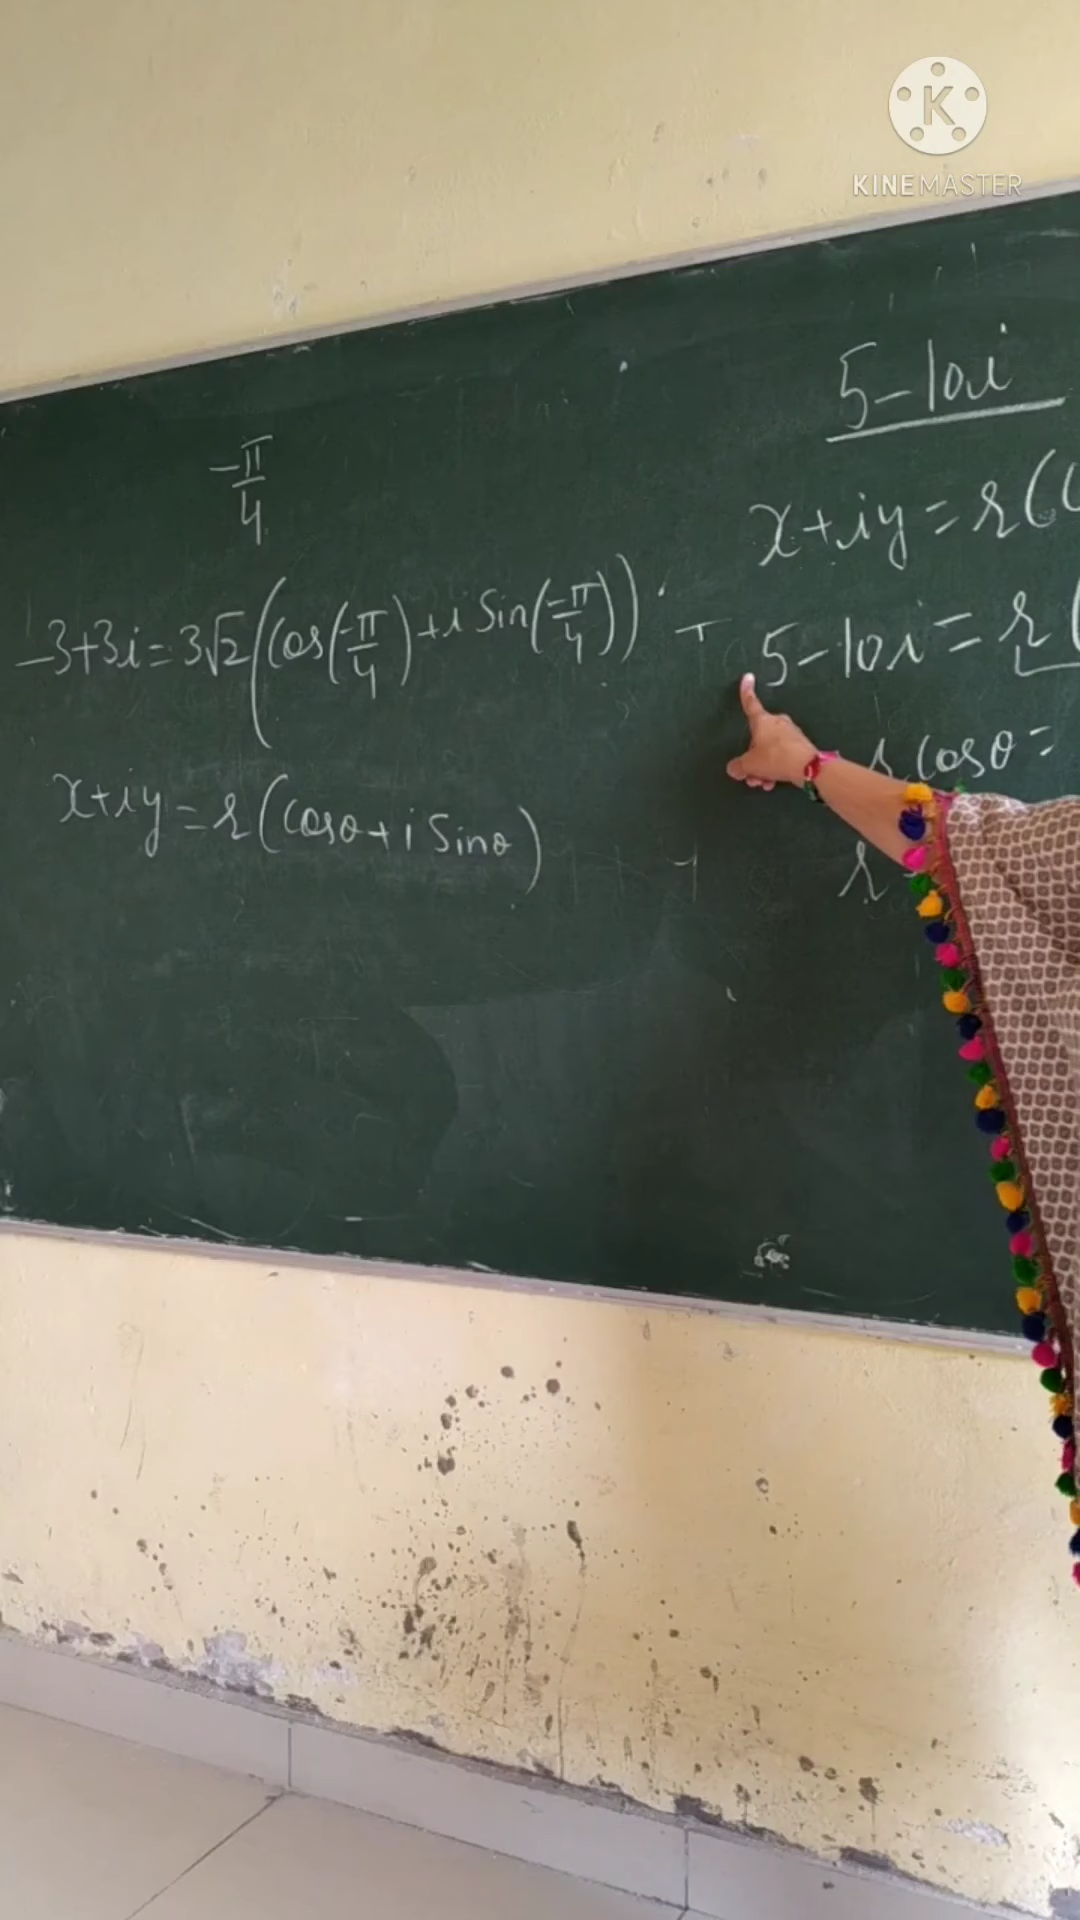 KINEMASTER
-π/4
-3+3i = 3√2 (Cos(-π/4) + i Sin(-π/4))
x+iy = r (Cosθ + i Sinθ)
5-10i
x+iy = r (
5-10i = r (
r Cosθ =
r